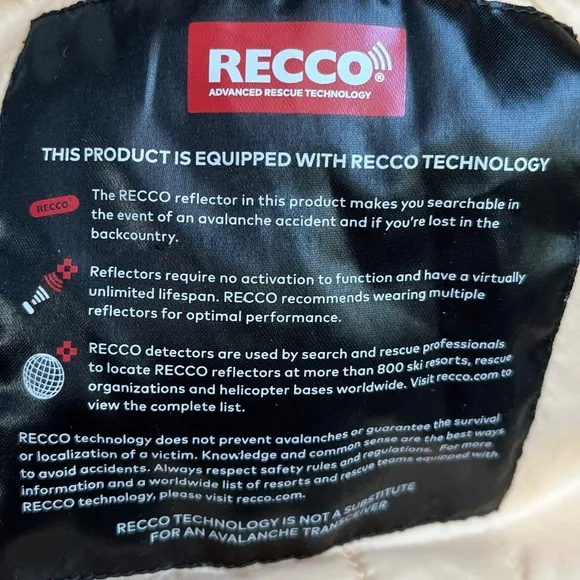 RECCO®
ADVANCED RESCUE TECHNOLOGY
THIS PRODUCT IS EQUIPPED WITH RECCO TECHNOLOGY
RECCO
The RECCO reflector in this product makes you searchable in
the event of an avalanche accident and if you're lost in the
backcountry.
Reflectors require no activation to function and have a virtually
unlimited lifespan. RECCO recommends wearing multiple
reflectors for optimal performance.
RECCO detectors are used by search and rescue professionals
to locate RECCO reflectors at more than 800 ski resorts, rescue
organizations and helicopter bases worldwide. Visit recco.com to
view the complete list.
RECCO technology does not prevent avalanches or guarantee the survival
or localization of a victim. Knowledge and common sense are the best ways
to avoid accidents. Always respect safety rules and regulations. For more
information and a worldwide list of resorts and rescue teams equipped with
RECCO technology, please visit recco.com.
RECCO TECHNOLOGY IS NOT A SUBSTITUTE
FOR AN AVALANCHE TRANSCEIVER